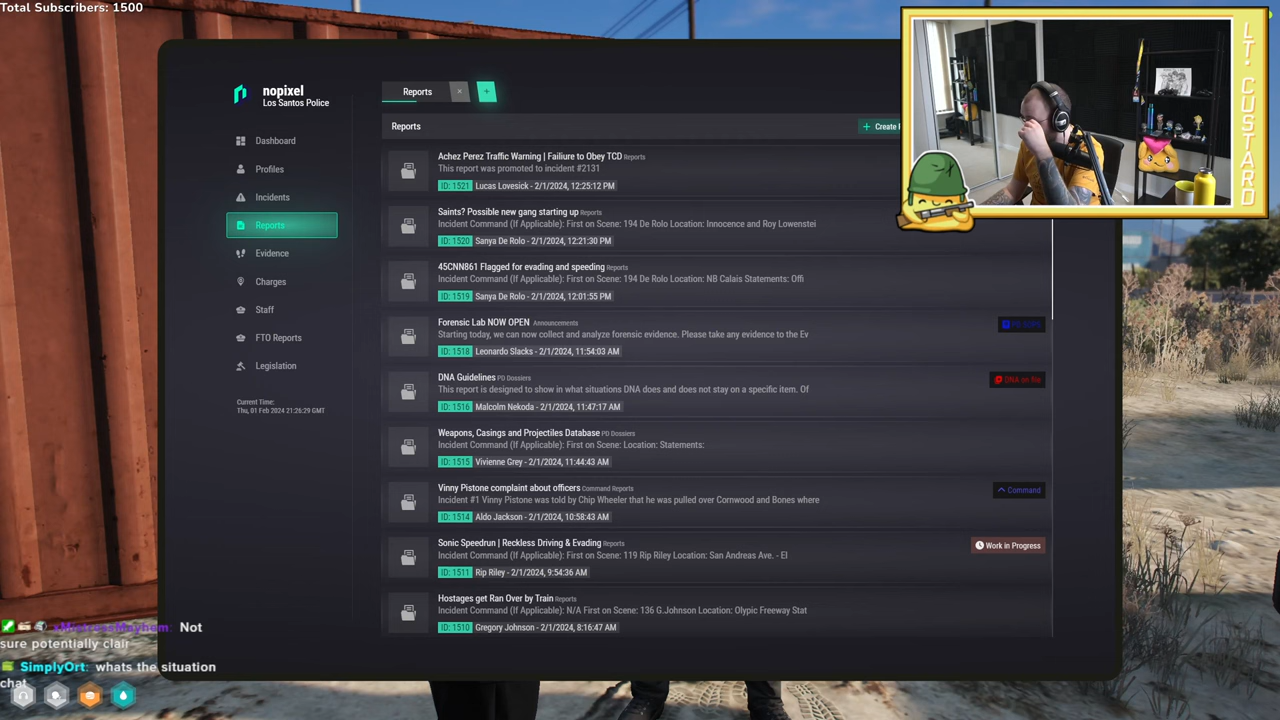 Total Subscribers: 1500
LT. CUSTARD
nopixel
Los Santos Police
Dashboard
Profiles
Incidents
Reports
Evidence
Charges
Staff
FTO Reports
Legislation
Current Time:
Thu, 01 Feb 2024 21:26:29 GMT
Reports
Reports
+ Create
Achez Perez Traffic Warning | Failiure to Obey TCD Reports
This report was promoted to incident #2131
ID: 1521 Lucas Lovesick - 2/1/2024, 12:25:12 PM
Saints? Possible new gang starting up Reports
Incident Command (If Applicable): First on Scene: 194 De Rolo Location: Innocence and Roy Lowenstei
ID: 1520 Sanya De Rolo - 2/1/2024, 12:21:30 PM
45CNN861 Flagged for evading and speeding Reports
Incident Command (If Applicable): First on Scene: 194 De Rolo Location: NB Calais Statements: Offi
ID: 1519 Sanya De Rolo - 2/1/2024, 12:01:55 PM
Forensic Lab NOW OPEN Announcements
Starting today, we can now collect and analyze forensic evidence. Please take any evidence to the Ev
ID: 1518 Leonardo Slacks - 2/1/2024, 11:54:03 AM
DNA Guidelines PD Dossiers
DNA on file
This report is designed to show in what situations DNA does and does not stay on a specific item. Of
ID: 1516 Malcolm Nekoda - 2/1/2024, 11:47:17 AM
Weapons, Casings and Projectiles Database PD Dossiers
Incident Command (If Applicable): First on Scene: Location: Statements:
ID: 1515 Vivienne Grey - 2/1/2024, 11:44:43 AM
Vinny Pistone complaint about officers Command Reports
Command
Incident #1 Vinny Pistone was told by Chip Wheeler that he was pulled over Cornwood and Bones where
ID: 1514 Aldo Jackson - 2/1/2024, 10:58:43 AM
Sonic Speedrun | Reckless Driving & Evading Reports
Work in Progress
Incident Command (If Applicable): First on Scene: 119 Rip Riley Location: San Andreas Ave. - El
ID: 1511 Rip Riley - 2/1/2024, 9:54:36 AM
Hostages get Ran Over by Train Reports
Incident Command (If Applicable): N/A First on Scene: 136 G.Johnson Location: Olypic Freeway Stat
ID: 1510 Gregory Johnson - 2/1/2024, 8:16:47 AM
xMistressMayhem: Not
sure potentially clair
SimplyOrt: whats the situation
chat